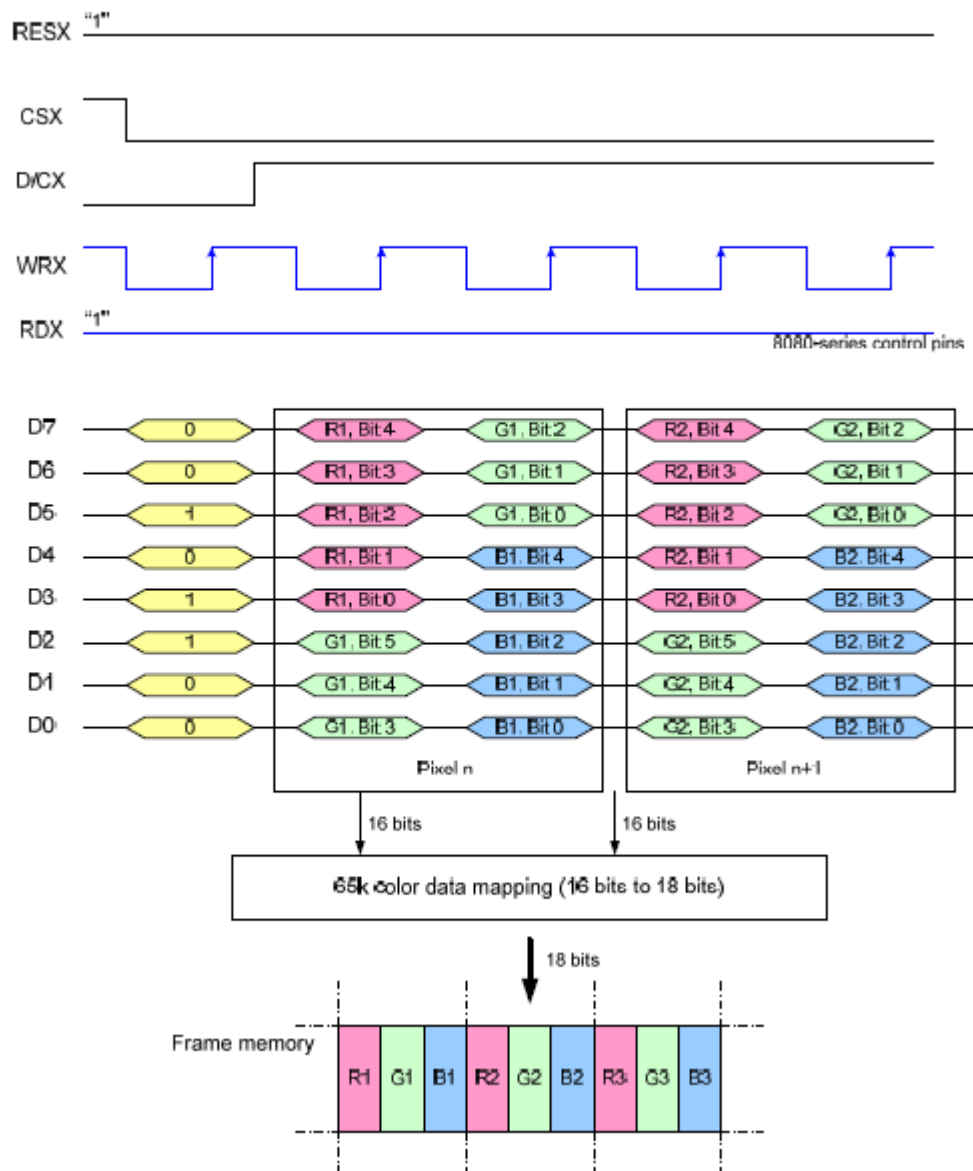 RESX "1"
CSX
D/CX
WRX
RDX "1"
8080-series control pins
D7 0 R1, Bit 4 G1, Bit 2 R2, Bit 4 G2, Bit 2
D6 0 R1, Bit 3 G1, Bit 1 R2, Bit 3 G2, Bit 1
D5 1 R1, Bit 2 G1, Bit 0 R2, Bit 2 G2, Bit 0
D4 0 R1, Bit 1 B1, Bit 4 R2, Bit 1 B2, Bit 4
D3 1 R1, Bit 0 B1, Bit 3 R2, Bit 0 B2, Bit 3
D2 1 G1, Bit 5 B1, Bit 2 G2, Bit 5 B2, Bit 2
D1 0 G1, Bit 4 B1, Bit 1 G2, Bit 4 B2, Bit 1
D0 0 G1, Bit 3 B1, Bit 0 G2, Bit 3 B2, Bit 0
Pixel n Pixel n+1
16 bits 16 bits
65k color data mapping (16 bits to 18 bits)
18 bits
Frame memory
R1 G1 B1 R2 G2 B2 R3 G3 B3